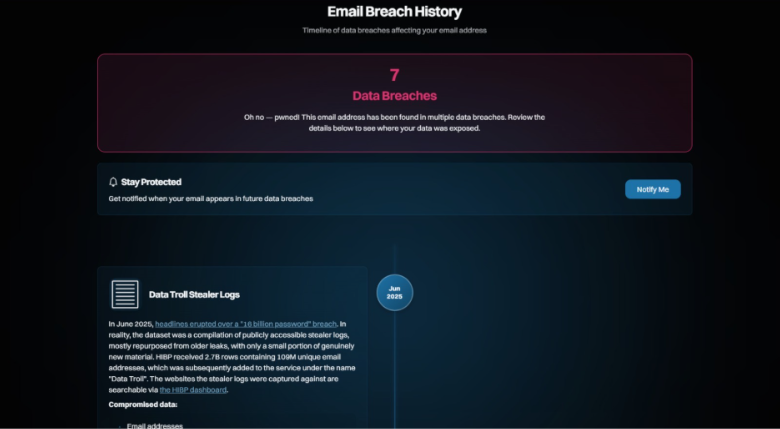 Email Breach History
Timeline of data breaches affecting your email address
7
Data Breaches
Oh no — pwned! This email address has been found in multiple data breaches. Review the
details below to see where your data was exposed.
Stay Protected
Get notified when your email appears in future data breaches
Notify Me
Jun
2025
Data Troll Stealer Logs
In June 2025, headlines erupted over a "16 billion password" breach. In
reality, the dataset was a compilation of publicly accessible stealer logs,
mostly repurposed from older leaks, with only a small portion of genuinely
new material. HIBP received 2.7B rows containing 109M unique email
addresses, which was subsequently added to the service under the name
"Data Troll". The websites the stealer logs were captured against are
searchable via the HIBP dashboard.
Compromised data:
Email addresses